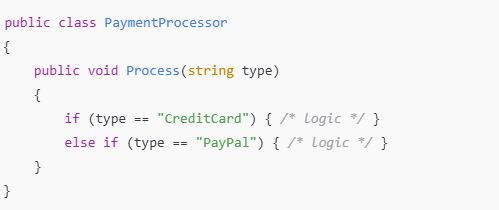 public class PaymentProcessor
{
    public void Process(string type)
    {
        if (type == "CreditCard") { /* logic */ }
        else if (type == "PayPal") { /* logic */ }
    }
}